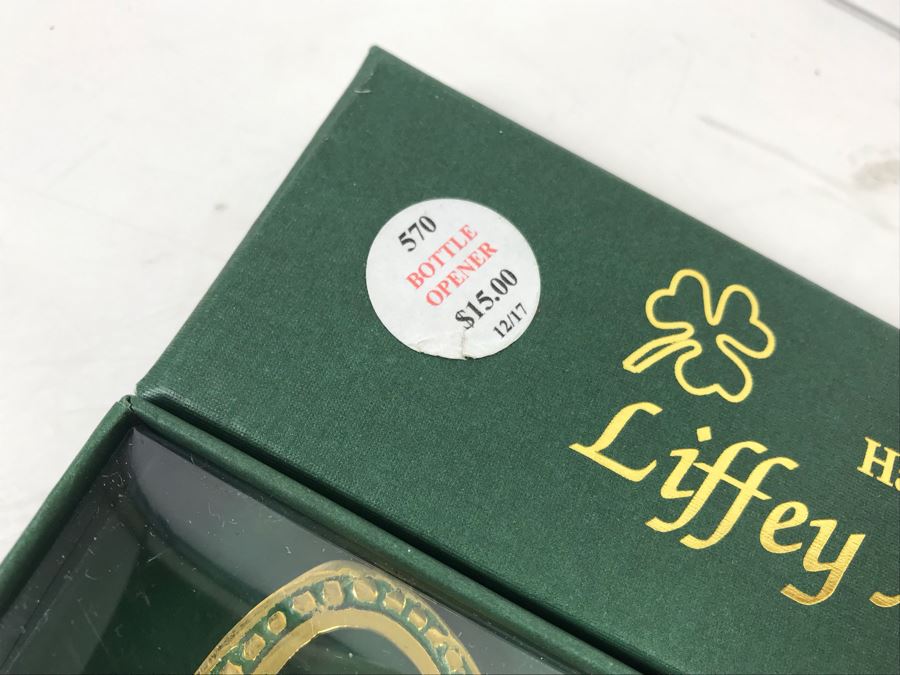 570
BOTTLE
OPENER
$15.00
12/17
Liffey